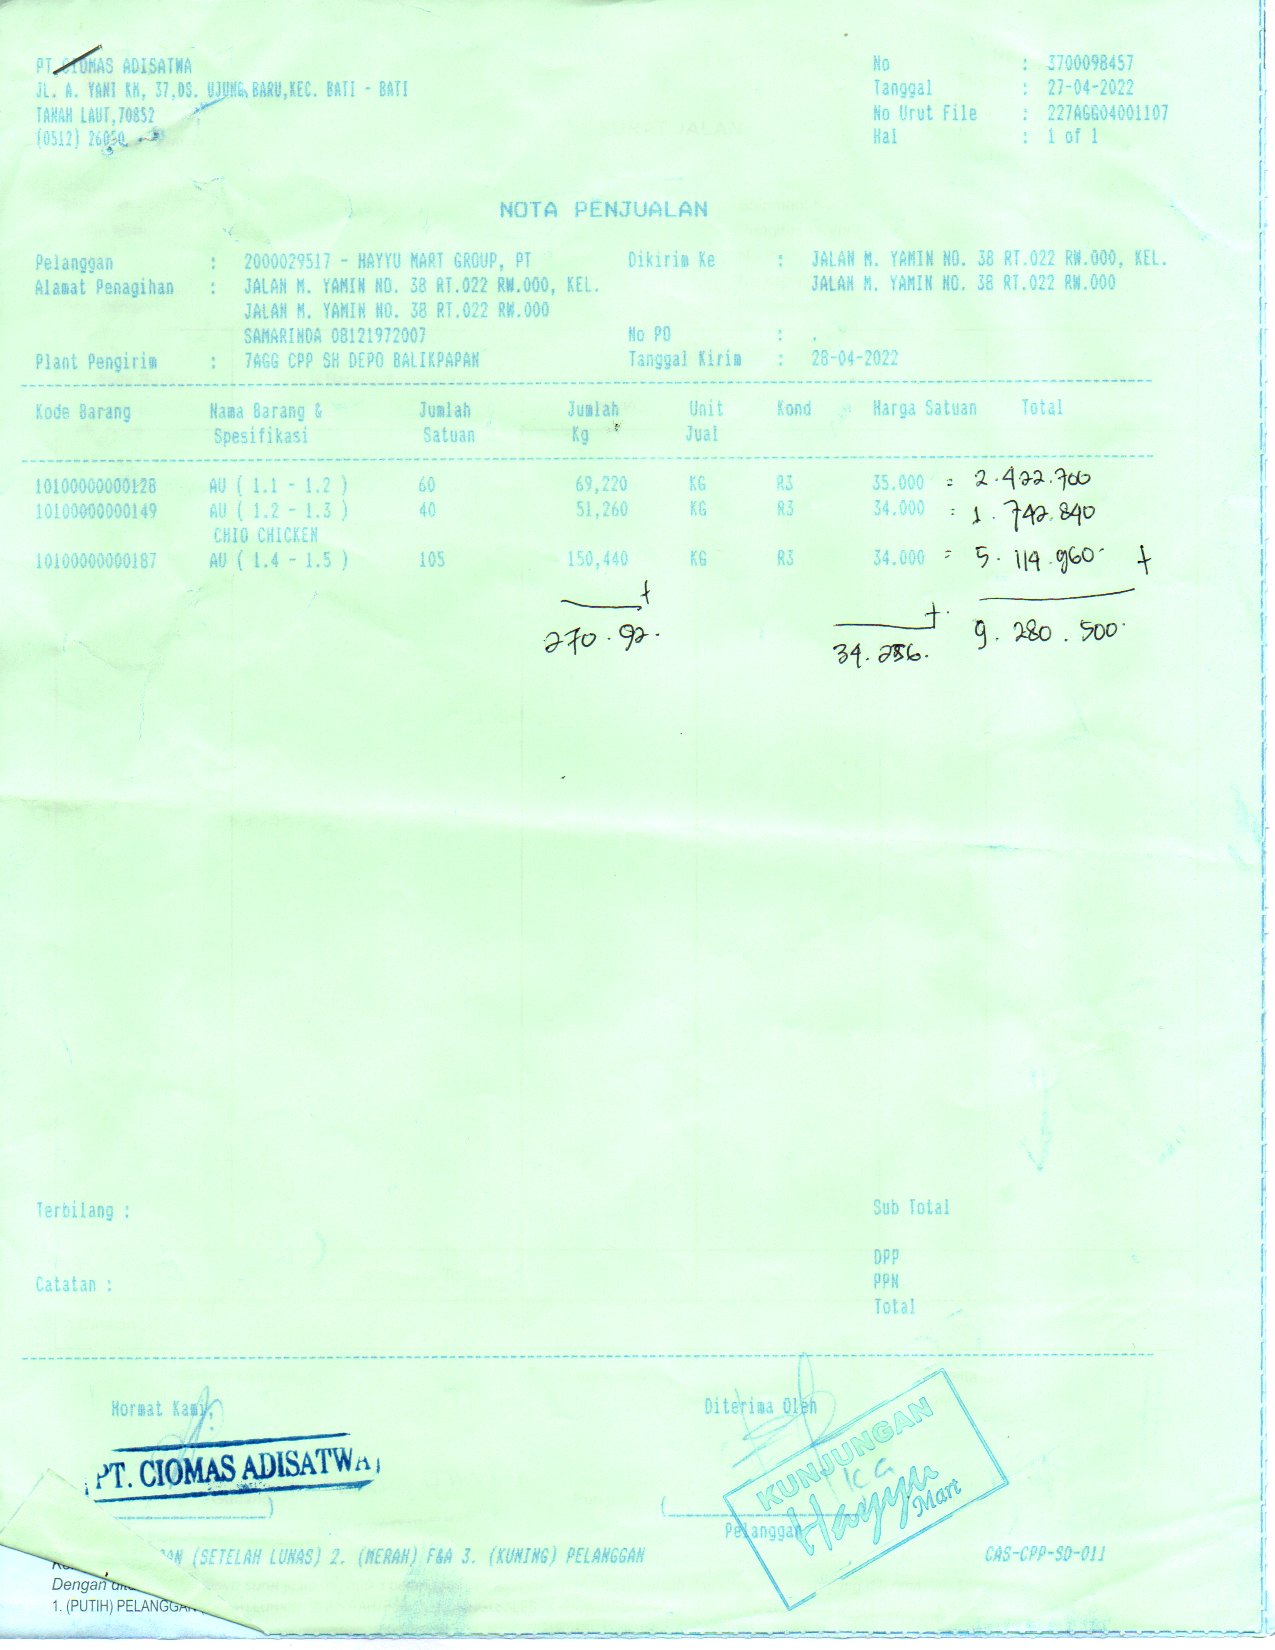 PT. CIOMAS ADISATWA
JL. A. YANI KM, 37,DS. UJUNG BARU,KEC. BATI - BATI
TANAH LAUT,70852
(0512) 26050
No : 3700098457
Tanggal : 27-04-2022
No Urut File : 227AGG04001107
Hal : 1 of 1
NOTA PENJUALAN
Pelanggan : 2000029517 - HAYYU MART GROUP, PT
Alamat Penagihan : JALAN M. YAMIN NO. 38 RT.022 RW.000, KEL.
JALAN M. YAMIN NO. 38 RT.022 RW.000
SAMARINDA 08121972007
Plant Pengirim : 7AGG CPP SH DEPO BALIKPAPAN
Dikirim Ke : JALAN M. YAMIN NO. 38 RT.022 RW.000, KEL.
JALAN M. YAMIN NO. 38 RT.022 RW.000
No PO : .
Tanggal Kirim : 28-04-2022
Kode Barang Nama Barang & Jumlah Jumlah Unit Kond Harga Satuan Total
Spesifikasi Satuan Kg Jual
10100000000128 AU ( 1.1 - 1.2 ) 60 69,220 KG R3 35.000 = 2.422.700
10100000000149 AU ( 1.2 - 1.3 ) 40 51,260 KG R3 34.000 = 1.742.840
CHIO CHICKEN
10100000000187 AU ( 1.4 - 1.5 ) 105 150,440 KG R3 34.000 = 5.114.960 +
+ +
270.92. 34.256. 9.280.500
Terbilang :
Catatan :
Sub Total
DPP
PPN
Total
Hormat Kami,
PT. CIOMAS ADISATWA
Diterima Oleh
KUNJUNGAN
Hayyu Mart
Pelanggan
(SETELAH LUNAS) 2. (MERAH) F&A 3. (KUNING) PELANGGAN
CAS-CPP-SD-011
Dengan
1. (PUTIH) PELANGGAN